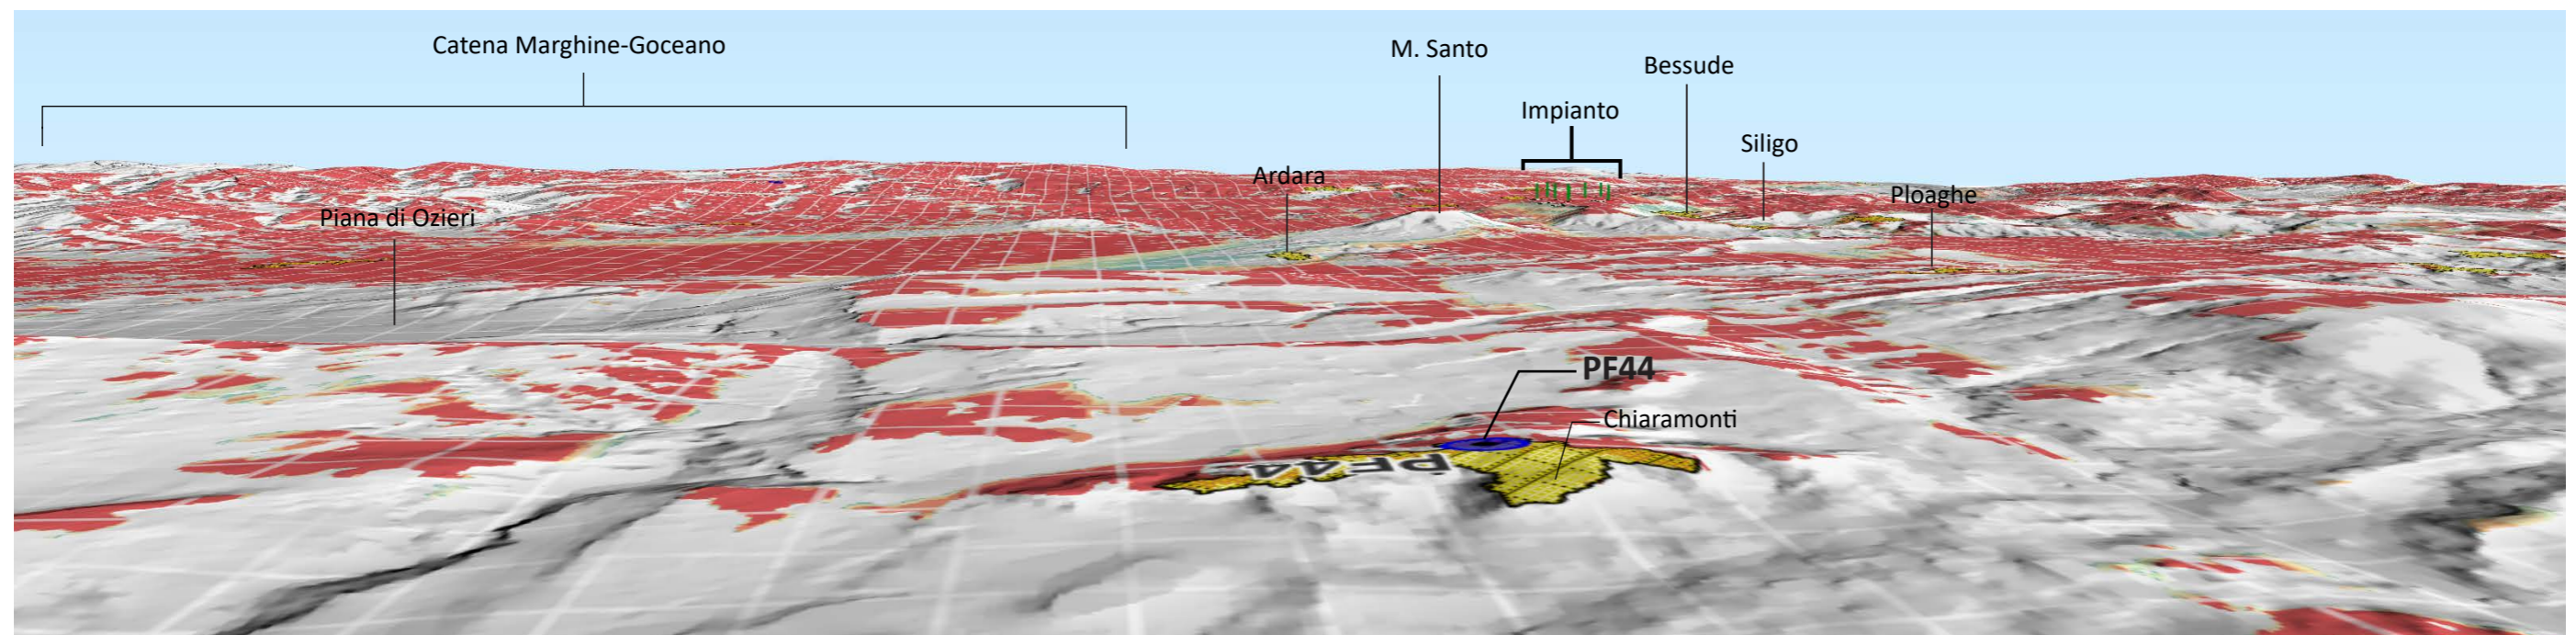 Catena Marghine-Goceano
M. Santo
Bessude
Impianto
Siligo
Ardara
Ploaghe
Piana di Ozieri
PF44
Chiaramonti
PF44